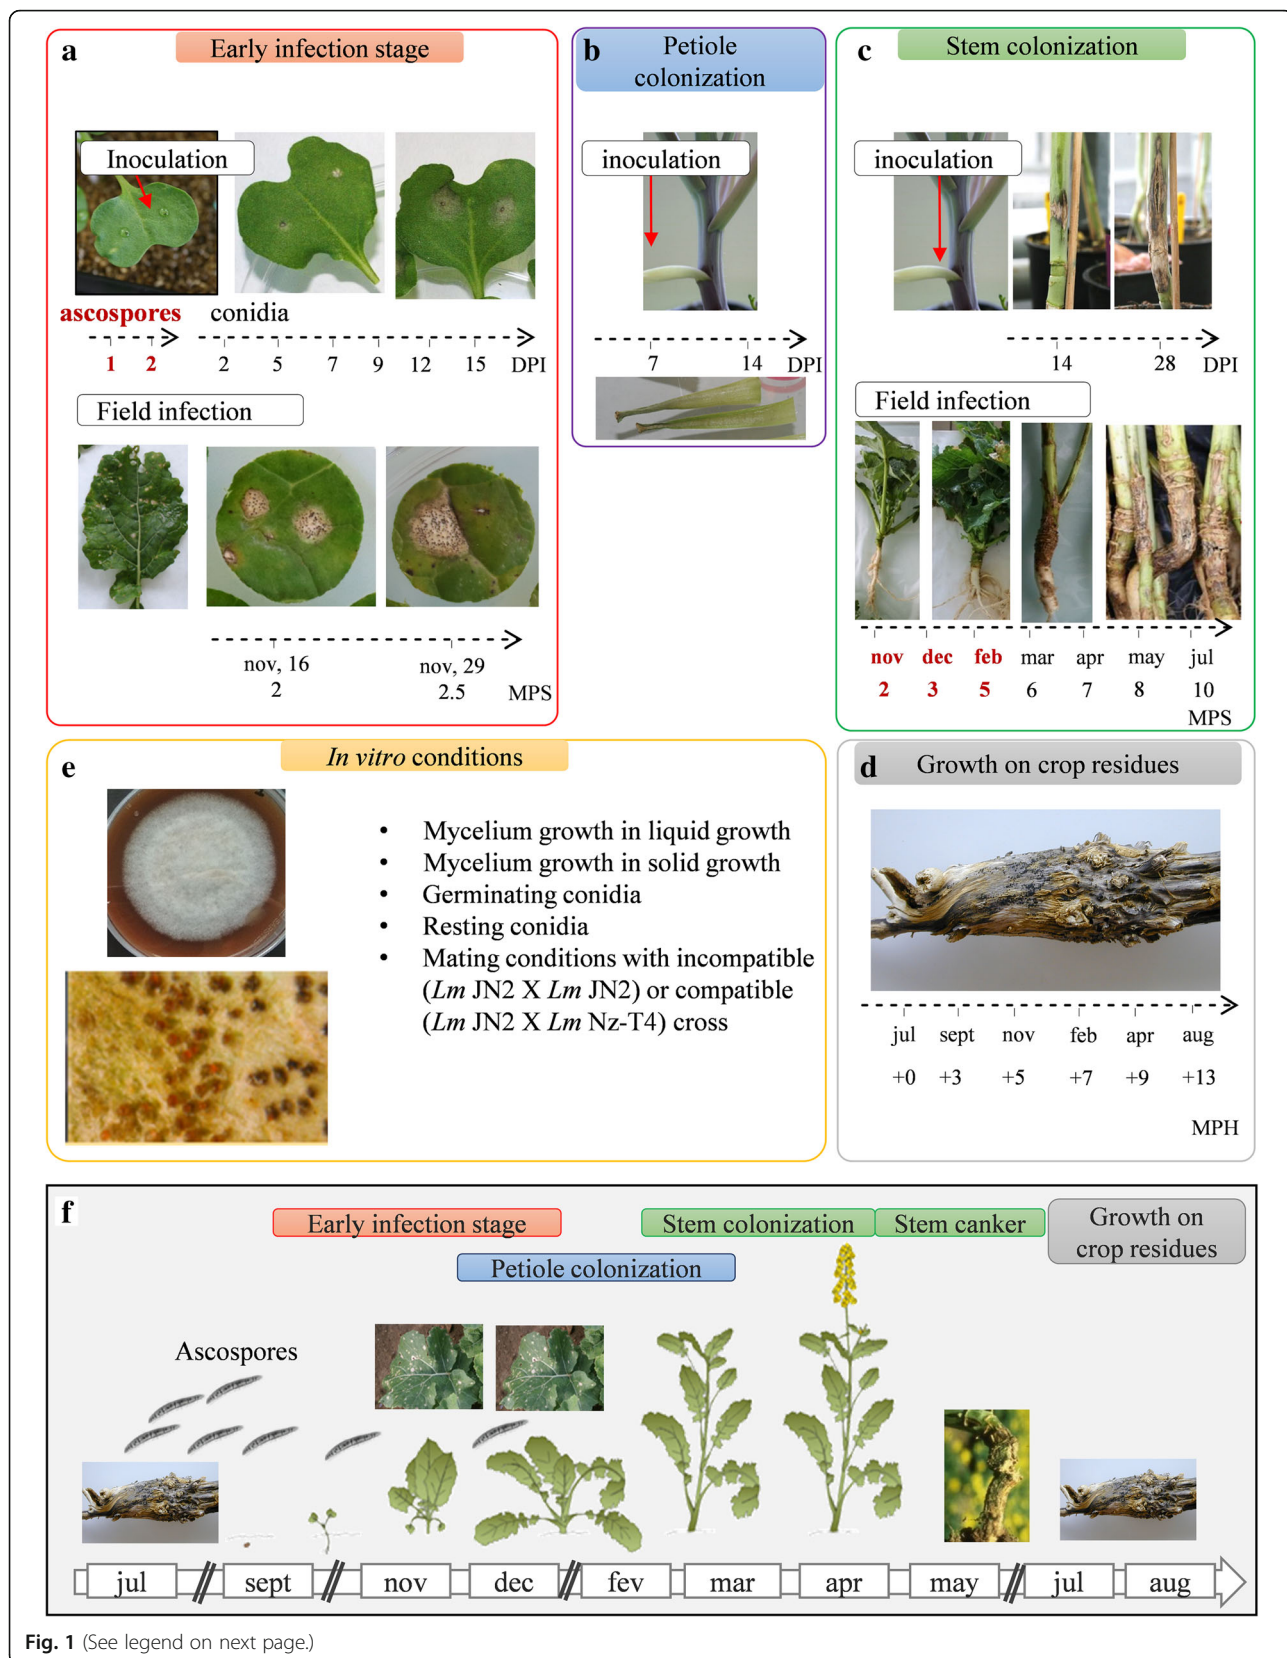 a
Early infection stage
Inoculation
ascospores
conidia
1 2
2 5 7 9 12 15 DPI
Field infection
nov, 16
nov, 29
2
2.5
MPS
b
Petiole
colonization
inoculation
7 14 DPI
c
Stem colonization
inoculation
14 28 DPI
Field infection
nov dec feb mar apr may jul
2 3 5 6 7 8 10
MPS
e
In vitro conditions
• Mycelium growth in liquid growth
• Mycelium growth in solid growth
• Germinating conidia
• Resting conidia
• Mating conditions with incompatible
(Lm JN2 X Lm JN2) or compatible
(Lm JN2 X Lm Nz-T4) cross
d
Growth on crop residues
jul sept nov feb apr aug
+0 +3 +5 +7 +9 +13
MPH
f
Early infection stage
Stem colonization
Stem canker
Growth on
crop residues
Petiole colonization
Ascospores
jul sept nov dec fev mar apr may jul aug
Fig. 1 (See legend on next page.)